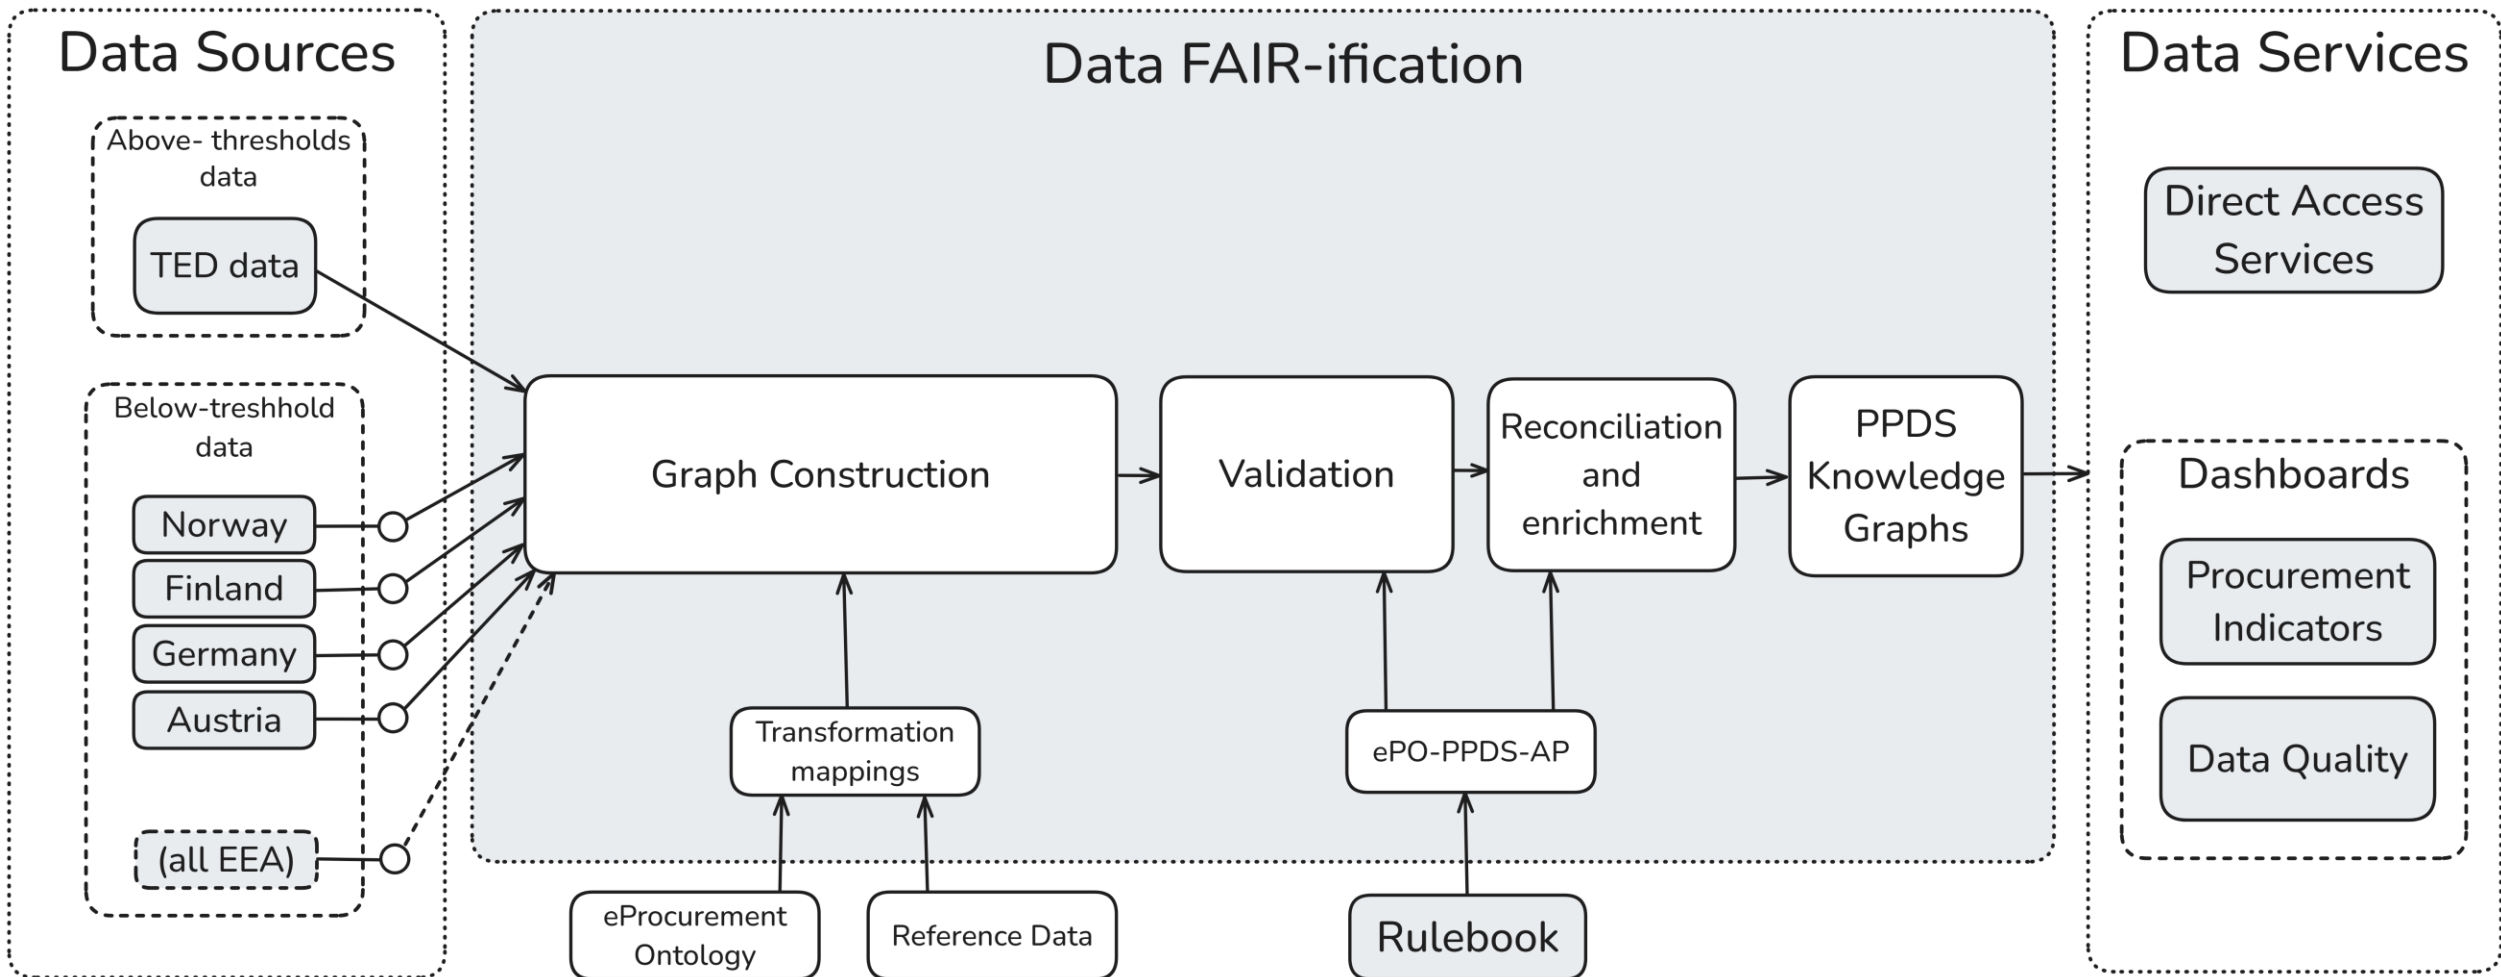 Data Sources
Above- thresholds
data
TED data
Below-treshhold
data
Norway
Finland
Germany
Austria
(all EEA)
Data FAIR-ification
Graph Construction
Validation
Reconciliation
and
enrichment
PPDS
Knowledge
Graphs
Transformation
mappings
ePO-PPDS-AP
eProcurement
Ontology
Reference Data
Rulebook
Data Services
Direct Access
Services
Dashboards
Procurement
Indicators
Data Quality